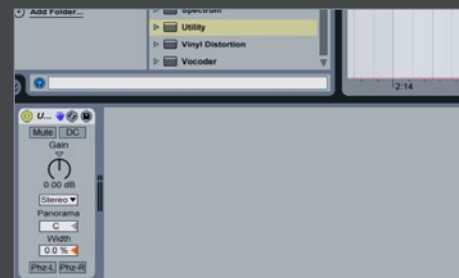 Add Folder...
Spectrum
Utility
Vinyl Distortion
Vocoder
2:14
U...
Mute DC
Gain
0.00 dB
Stereo
Panorama
C
Width
0.0 %
Phz-L Phz-R